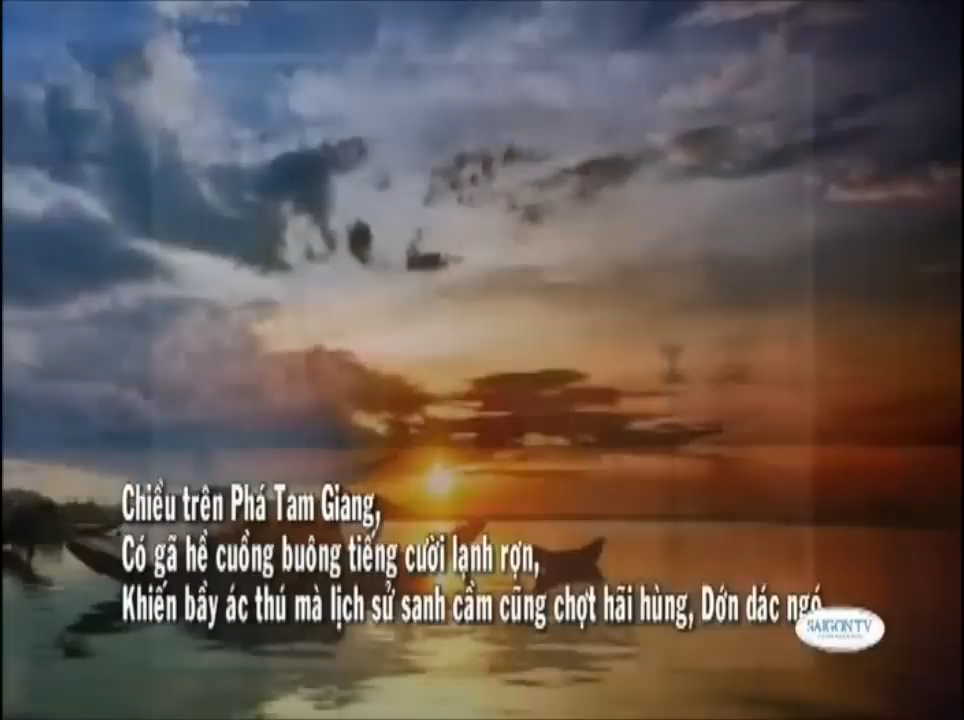 Chiều trên Phá Tam Giang,
Có gã hề cuồng buông tiếng cười lạnh rợn,
Khiến bầy ác thú mà lịch sử sanh cầm cũng chợt hãi hùng, Dớn dác ngó
SAIGONTV